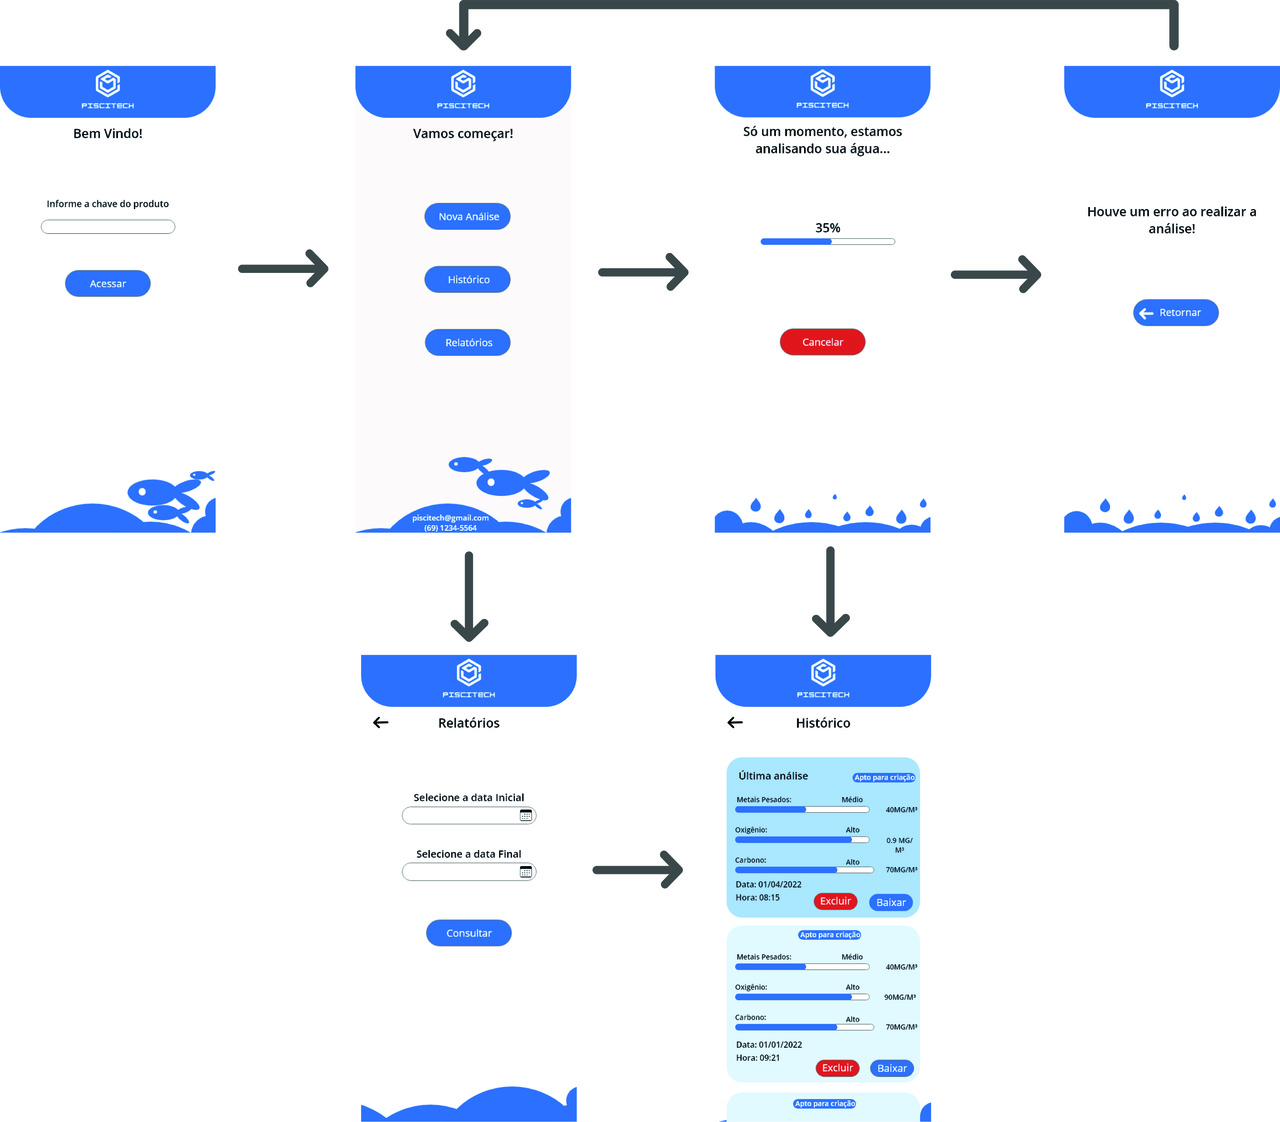 PISCITECH
Bem Vindo!
Informe a chave do produto
Acessar
PISCITECH
Vamos começar!
Nova Análise
Histórico
Relatórios
piscitech@gmail.com
(69) 1234-5564
PISCITECH
Só um momento, estamos
analisando sua água...
35%
Cancelar
PISCITECH
Houve um erro ao realizar a
análise!
Retornar
PISCITECH
Relatórios
Selecione a data Inicial
Selecione a data Final
Consultar
PISCITECH
Histórico
Última análise
Apto para criação
Metais Pesados: Médio
40MG/M³
Oxigênio: Alto
0.9 MG/
M³
Carbono: Alto
70MG/M³
Data: 01/04/2022
Hora: 08:15
Excluir
Baixar
Apto para criação
Metais Pesados: Médio
40MG/M³
Oxigênio: Alto
90MG/M³
Carbono: Alto
70MG/M³
Data: 01/01/2022
Hora: 09:21
Excluir
Baixar
Apto para criação